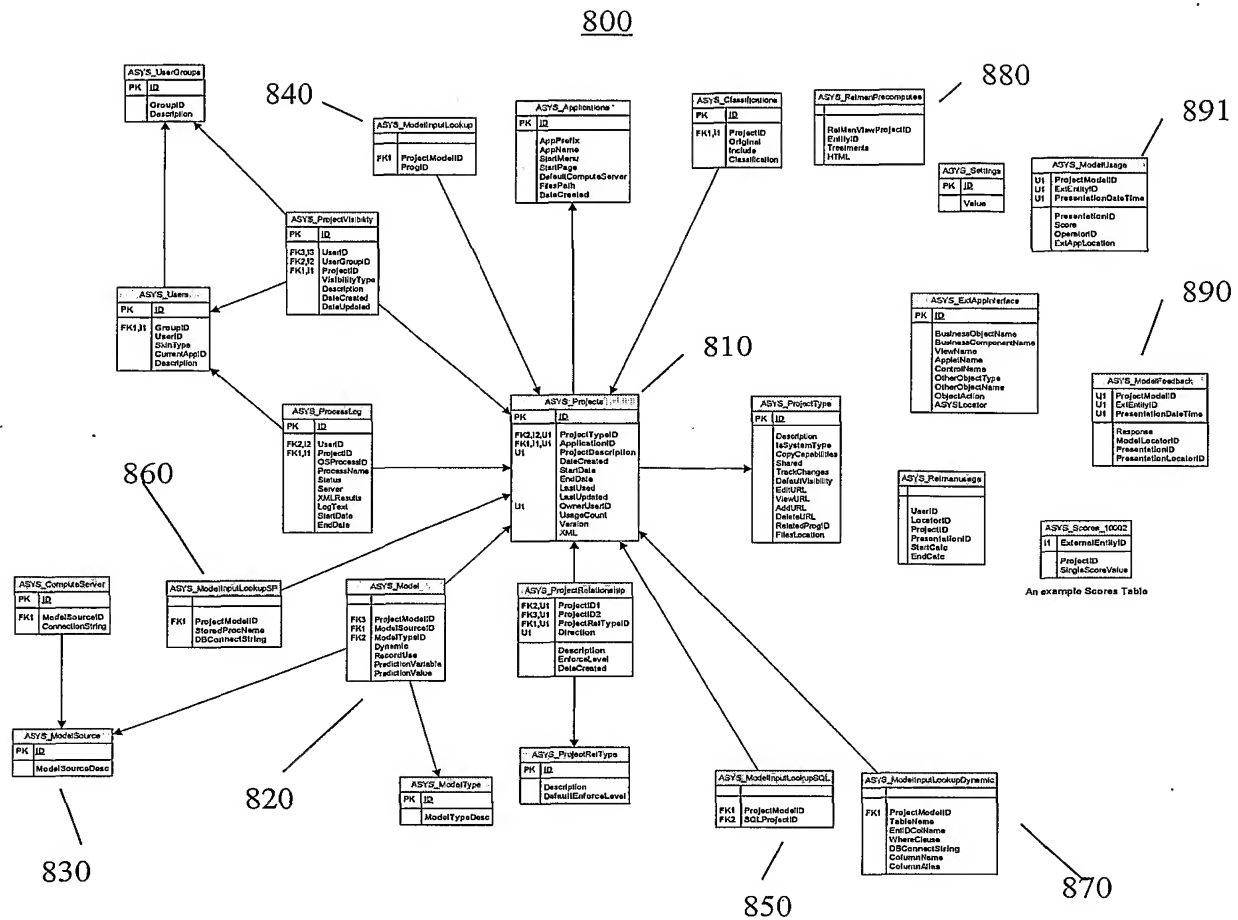 800
ASYS_UserGroups
PK ID
GroupID
Description
840
ASYS_ModelInputLookup
FK1 ProjectModelID
ProgID
ASYS_Applications
PK ID
AppPrefix
AppName
StartMenu
StartPage
DefaultComputeServer
FilesPath
DateCreated
ASYS_Classifications
PK ID
FK1,I1 ProjectID
Original
Include
Classification
ASYS_RelmanPrecomputes
RelManViewProjectID
EntityID
Treatments
HTML
880
ASYS_Settings
PK ID
Value
891
ASYS_ModelUsage
U1 ProjectModelID
U1 ExtEntityID
U1 PresentationDateTime
PresentationID
Score
OperatorID
ExtAppLocation
ASYS_ProjectVisibility
PK ID
FK3,I3 UserID
FK2,I2 UserGroupID
FK1,I1 ProjectID
VisibilityType
Description
DateCreated
DateUpdated
ASYS_Users
PK ID
FK1,I1 GroupID
UserID
SkinType
CurrentAppID
Description
ASYS_ExtAppInterface
PK ID
BusinessObjectName
BusinessComponentName
ViewName
AppletName
ControlName
OtherObjectType
OtherObjectName
ObjectAction
ASYSLocator
890
ASYS_ModelFeedback
U1 ProjectModelID
U1 ExtEntityID
U1 PresentationDateTime
Response
ModelLocatorID
PresentationID
PresentationLocatorID
810
ASYS_ProcessLog
PK ID
FK2,I2 UserID
FK1,I1 ProjectID
OSProcessID
ProcessName
Status
Server
XMLResults
LogText
StartDate
EndDate
ASYS_Projects
PK ID
FK2,I2,U1 ProjectTypeID
FK1,I1,U1 ApplicationID
U1 ProjectDescription
DateCreated
StartDate
EndDate
LastUsed
LastUpdated
U1 OwnerUserID
UsageCount
Version
XML
ASYS_ProjectType
PK ID
Description
IsSystemType
CopyCapabilities
Shared
TrackChanges
DefaultVisibility
EditURL
ViewURL
AddURL
DeleteURL
RelatedProgID
FilesLocation
ASYS_Relmanusage
UserID
LocatorID
ProjectID
PresentationID
StartCalc
EndCalc
ASYS_Scores_10002
I1 ExternalEntityID
ProjectID
SingleScoreValue
An example Scores Table
860
ASYS_ComputeServer
PK ID
FK1 ModelSourceID
ConnectionString
ASYS_ModelInputLookupSP
FK1 ProjectModelID
StoredProcName
DBConnectString
ASYS_Model
FK3 ProjectModelID
FK1 ModelSourceID
FK2 ModelTypeID
Dynamic
RecordUse
PredictionVariable
PredictionValue
ASYS_ProjectRelationship
FK2,U1 ProjectID1
FK3,U1 ProjectID2
FK1,U1 ProjectRelTypeID
U1 Direction
Description
EnforceLevel
DateCreated
ASYS_ModelSource
PK ID
ModelSourceDesc
830
820
ASYS_ModelType
PK ID
ModelTypeDesc
ASYS_ProjectRelType
PK ID
Description
DefaultEnforceLevel
ASYS_ModelInputLookupSQL
FK1 ProjectModelID
FK2 SQLProjectID
850
ASYS_ModelInputLookupDynamic
FK1 ProjectModelID
TableName
EntIDColName
WhereClause
DBConnectString
ColumnName
ColumnAlias
870